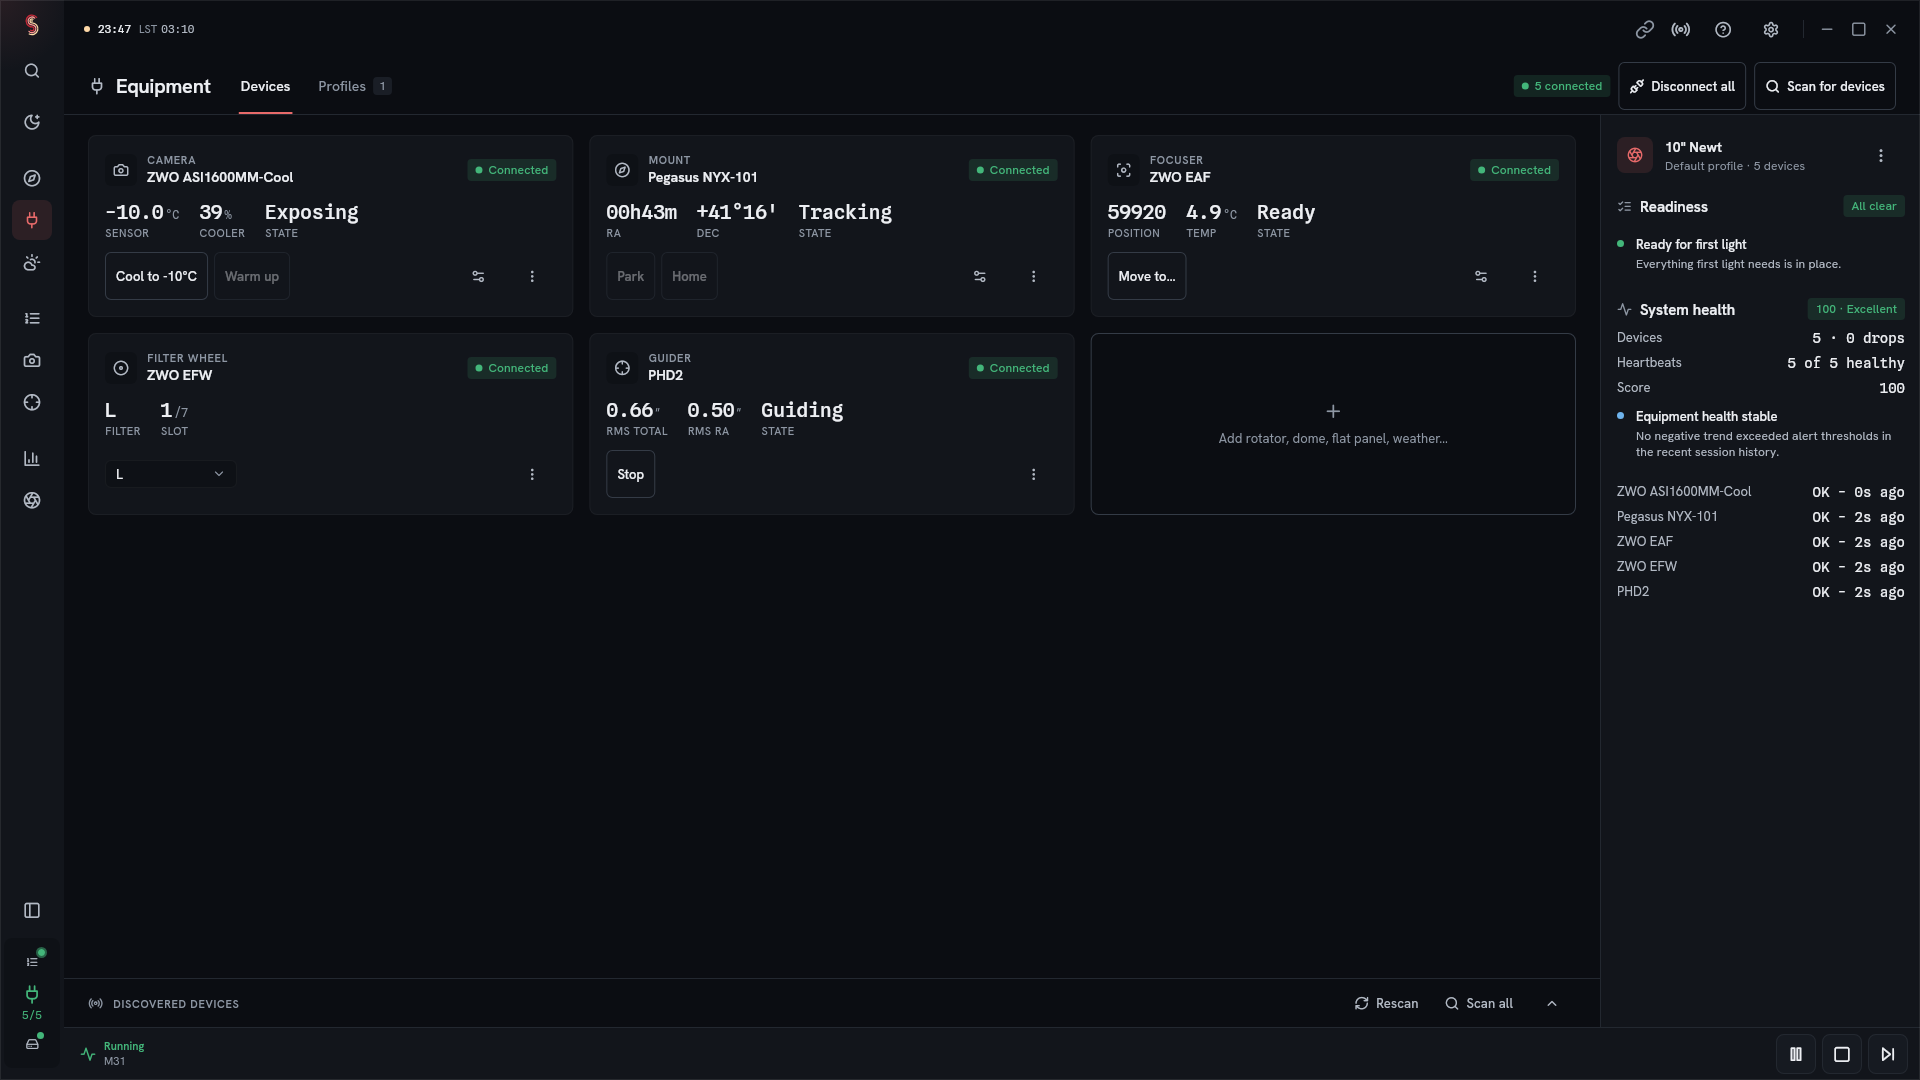 23:47 LST 03:10
Equipment
Devices
Profiles 1
5 connected
Disconnect all
Scan for devices
CAMERA
ZWO ASI1600MM-Cool
Connected
-10.0°C 39% Exposing
SENSOR COOLER STATE
Cool to -10°C Warm up
MOUNT
Pegasus NYX-101
Connected
00h43m +41°16' Tracking
RA DEC STATE
Park Home
FOCUSER
ZWO EAF
Connected
59920 4.9°C Ready
POSITION TEMP STATE
Move to...
FILTER WHEEL
ZWO EFW
Connected
L 1/7
FILTER SLOT
L
GUIDER
PHD2
Connected
0.66″ 0.50″ Guiding
RMS TOTAL RMS RA STATE
Stop
Add rotator, dome, flat panel, weather...
10" Newt
Default profile · 5 devices
Readiness All clear
Ready for first light
Everything first light needs is in place.
System health 100 · Excellent
Devices 5 · 0 drops
Heartbeats 5 of 5 healthy
Score 100
Equipment health stable
No negative trend exceeded alert thresholds in
the recent session history.
ZWO ASI1600MM-Cool OK - 0s ago
Pegasus NYX-101 OK - 2s ago
ZWO EAF OK - 2s ago
ZWO EFW OK - 2s ago
PHD2 OK - 2s ago
DISCOVERED DEVICES
Rescan
Scan all
5/5
Running
M31